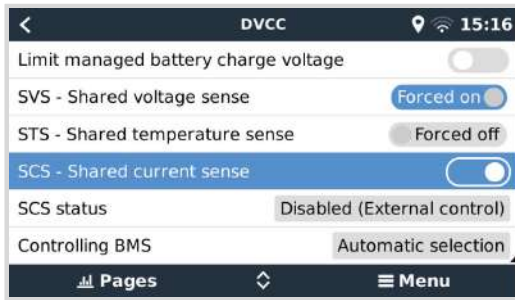 DVCC 15:16
Limit managed battery charge voltage
SVS - Shared voltage sense Forced on
STS - Shared temperature sense Forced off
SCS - Shared current sense
SCS status Disabled (External control)
Controlling BMS Automatic selection
Pages Menu